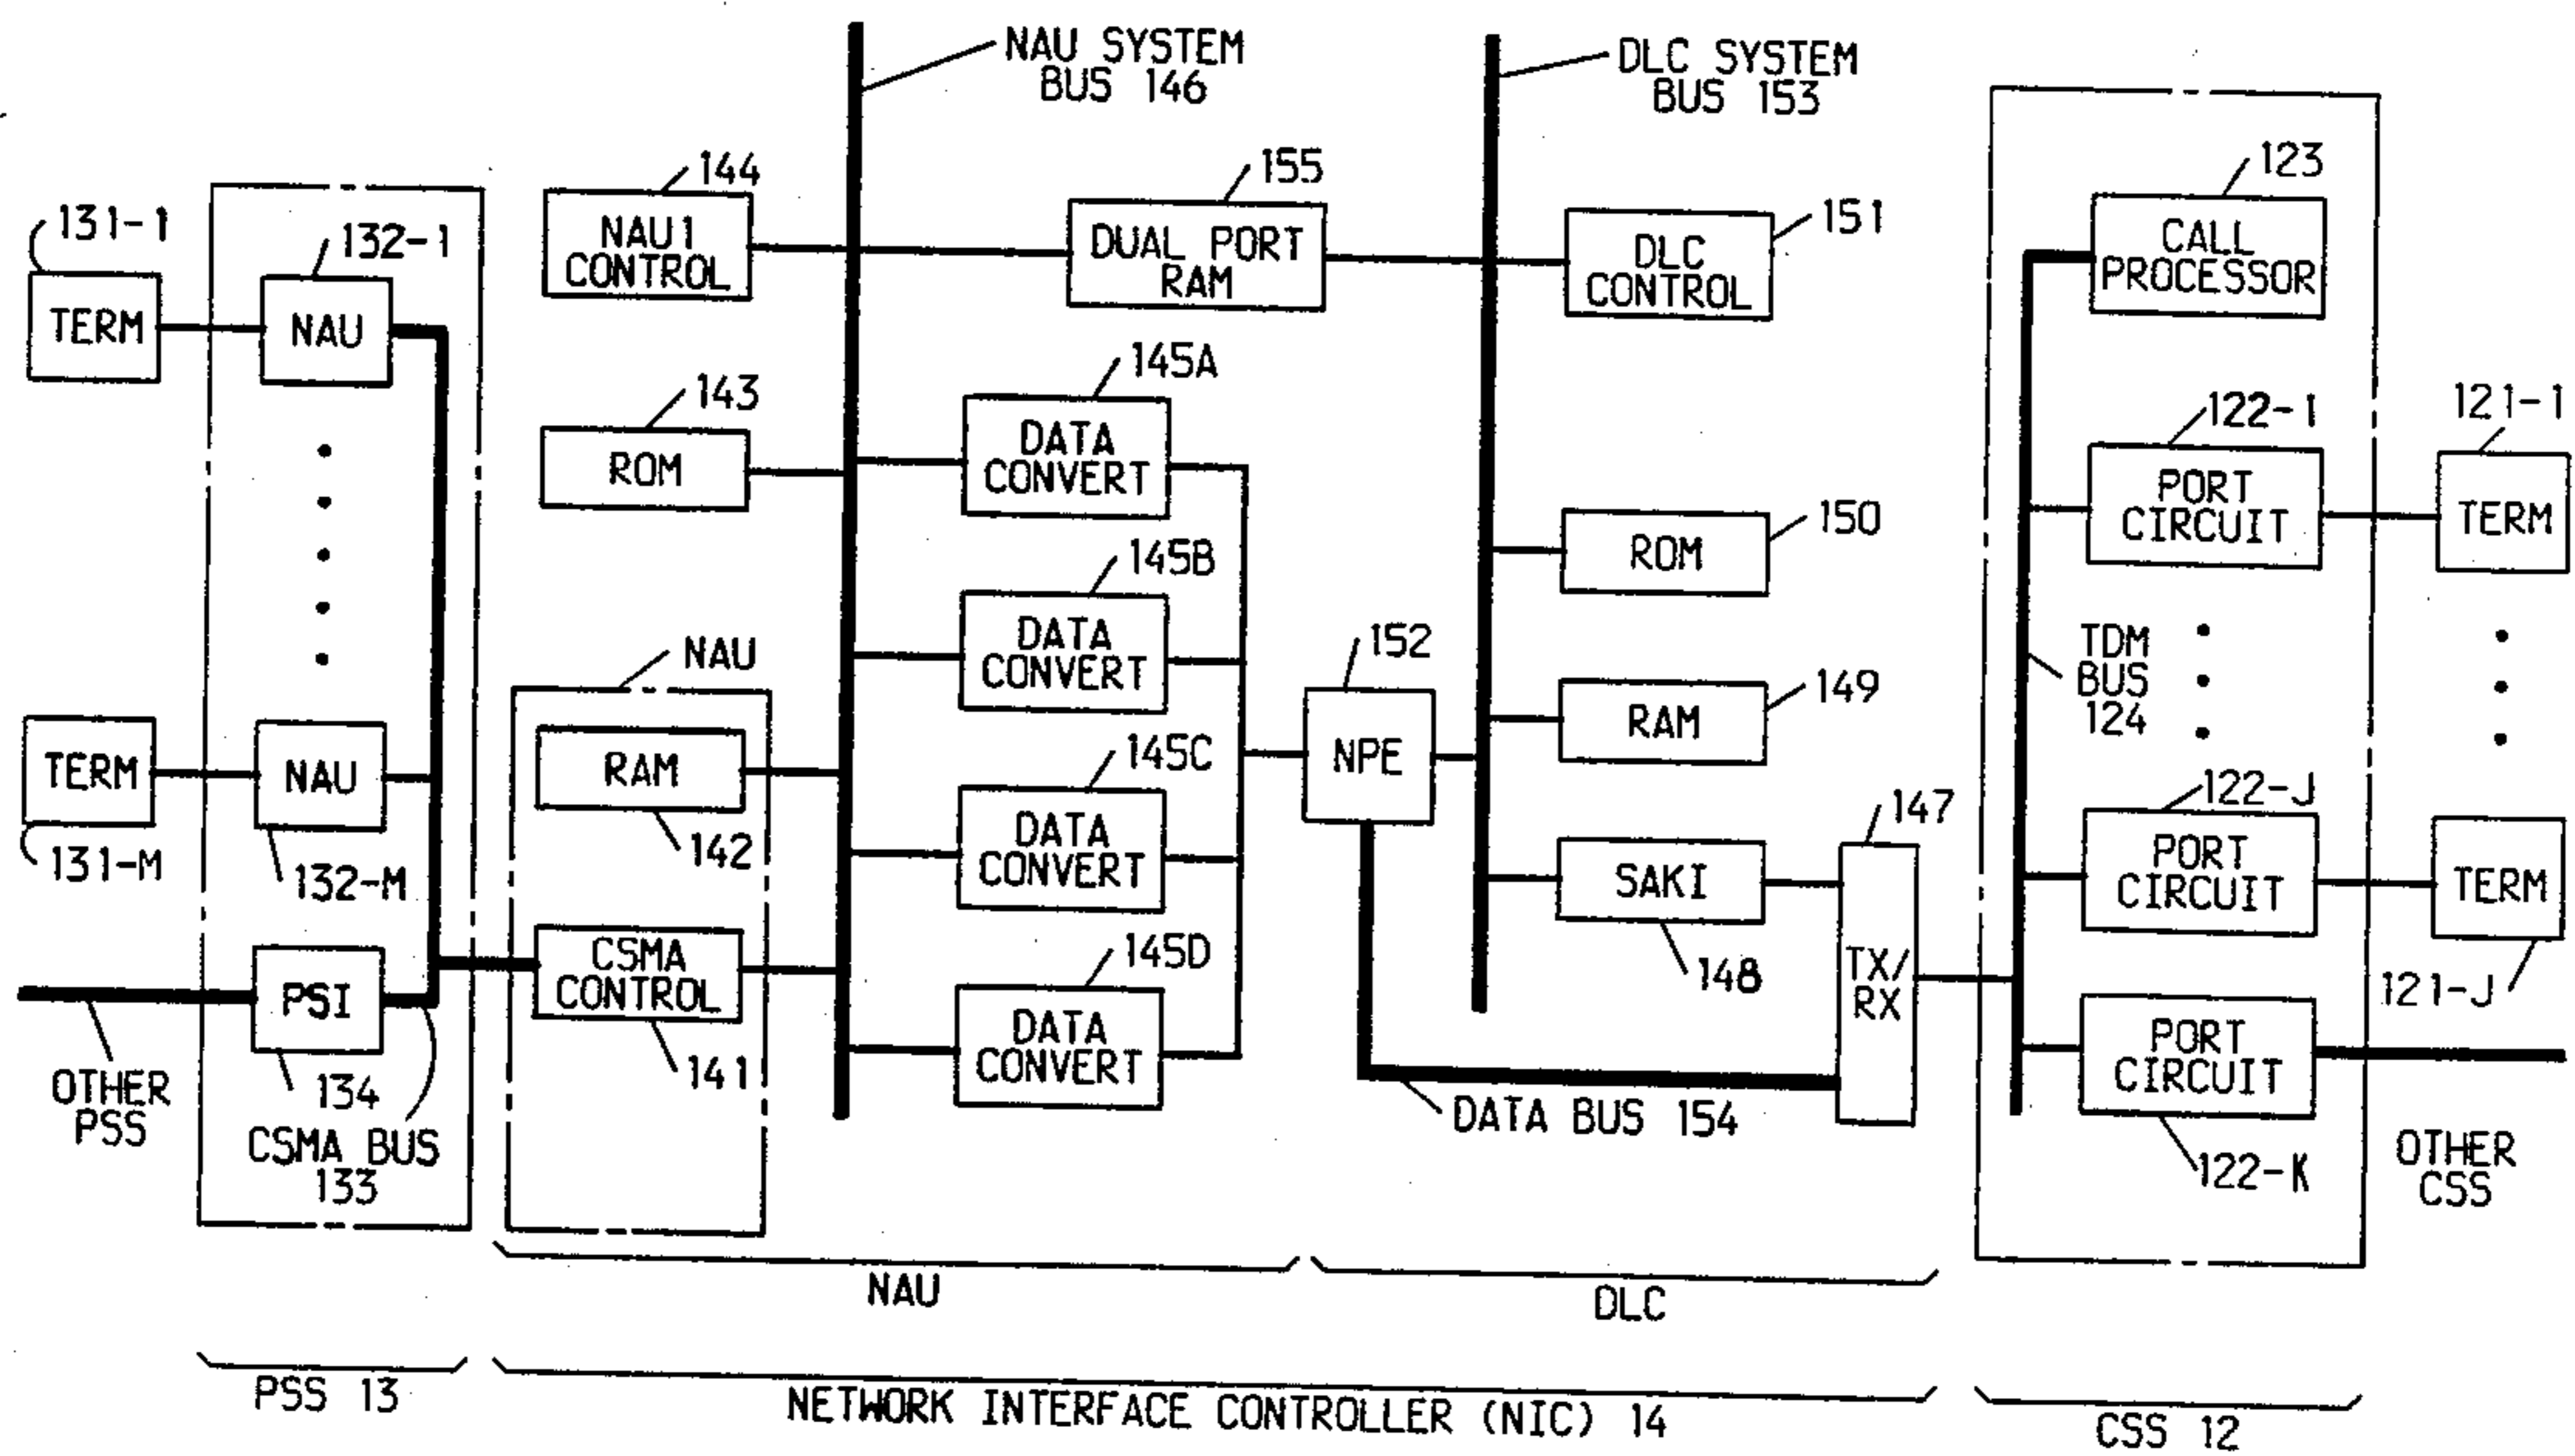 NAU SYSTEM
BUS 146
DLC SYSTEM
BUS 153
144
155
123
131-1
132-1
NAU1
CONTROL
DUAL PORT
RAM
151
DLC
CONTROL
CALL
PROCESSOR
TERM
NAU
145A
143
122-1
121-1
ROM
DATA
CONVERT
PORT
CIRCUIT
TERM
150
ROM
145B
NAU
DATA
CONVERT
152
TDM
BUS
124
149
RAM
TERM
NAU
RAM
145C
NPE
122-J
147
142
131-M
132-M
DATA
CONVERT
SAKI
PORT
CIRCUIT
TERM
CSMA
CONTROL
145D
148
TX/
RX
121-J
PSI
DATA
CONVERT
PORT
CIRCUIT
OTHER
PSS
134
141
CSMA BUS
133
DATA BUS 154
122-K
OTHER
CSS
NAU
DLC
PSS 13
NETWORK INTERFACE CONTROLLER (NIC) 14
CSS 12